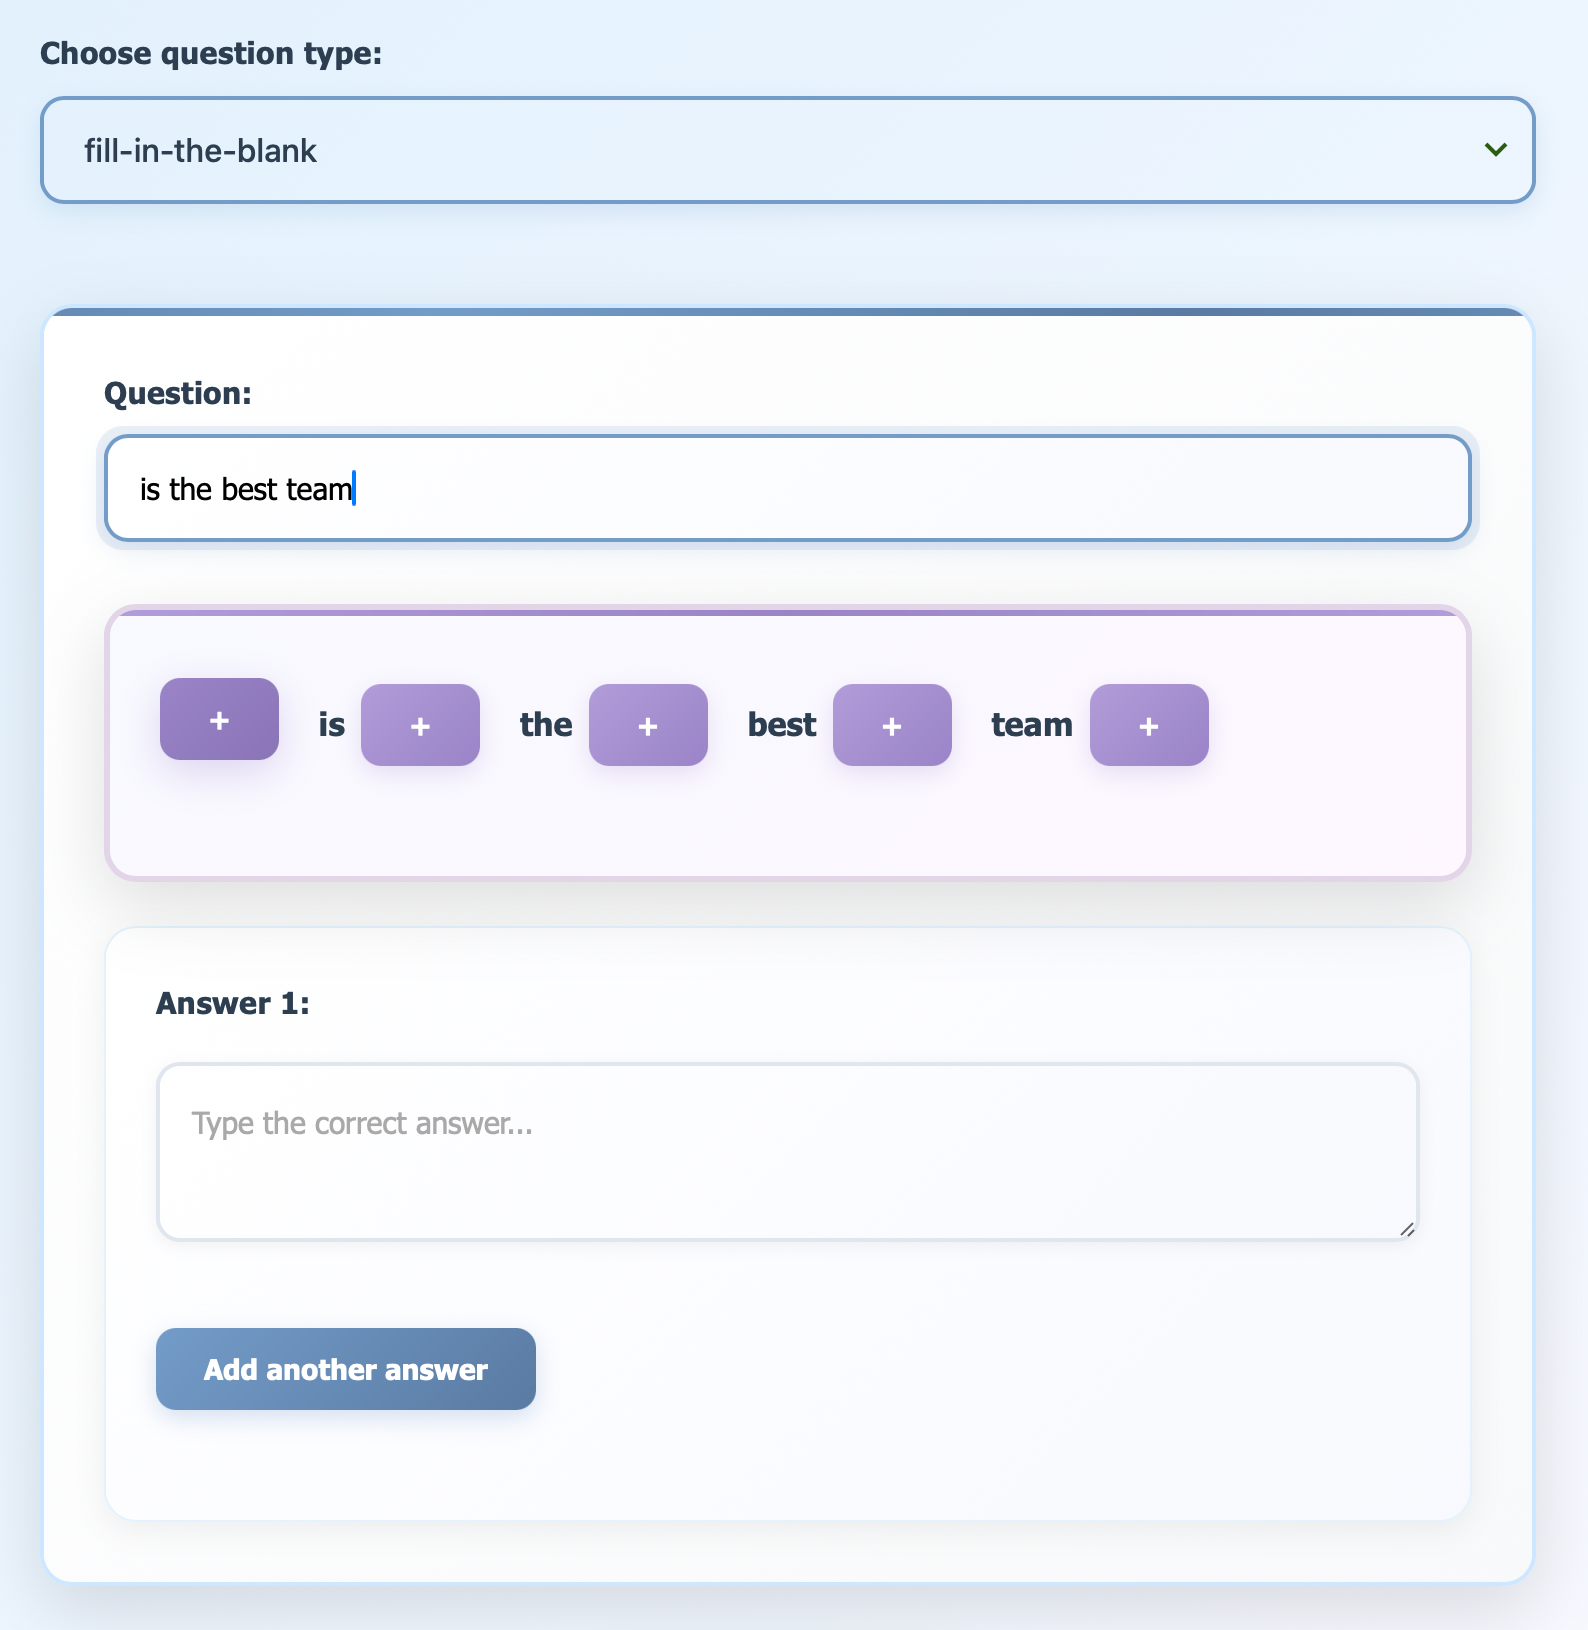 Choose question type:
fill-in-the-blank
Question:
is the best team
+ is + the + best + team +
Answer 1:
Type the correct answer...
Add another answer